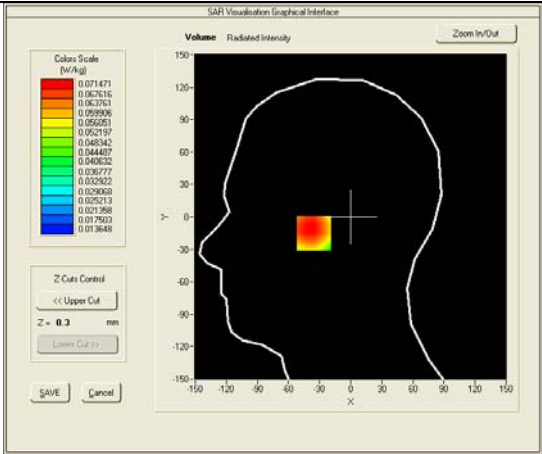 SAR Visualisation Graphical Interface
Volume Radiated Intensity
Zoom In/Out
Colors Scale
(W/kg)
0.071471
0.067616
0.063761
0.059906
0.056051
0.052197
0.048342
0.044487
0.040632
0.036777
0.032922
0.029068
0.025213
0.021358
0.017503
0.013648
Z-Cuts Control
<< Upper Cut
Z = 0.3 mm
Lower Cut >>
SAVE Cancel
150
120
90
60
30
0
-30
-60
-90
-120
-150
Y
-150 -120 -90 -60 -30 0 30 60 90 120 150
X